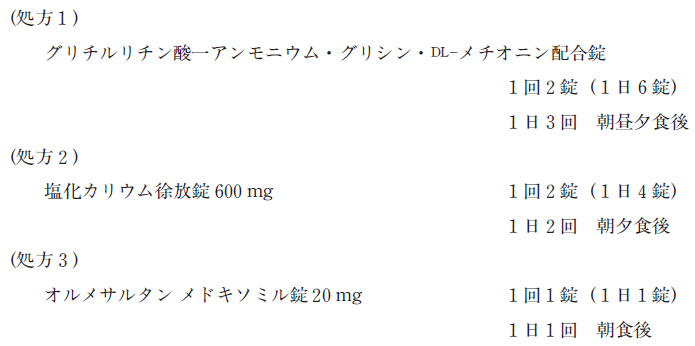 (処方1)
グリチルリチン酸一アンモニウム・グリシン・DL-メチオニン配合錠
1回2錠(1日6錠)
1日3回 朝昼夕食後
(処方2)
塩化カリウム徐放錠 600 mg 1回2錠(1日4錠)
1日2回 朝夕食後
(処方3)
オルメサルタン メドキソミル錠 20 mg 1回1錠(1日1錠)
1日1回 朝食後